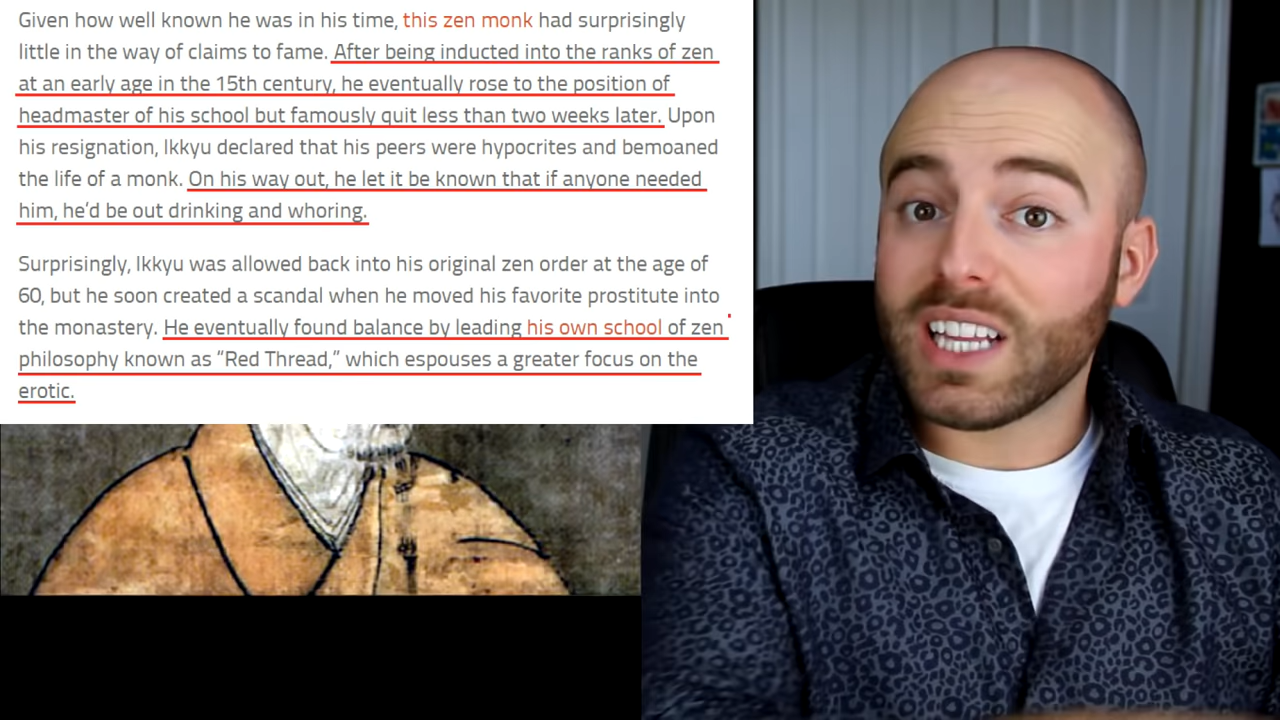 Given how well known he was in his time, this zen monk had surprisingly
little in the way of claims to fame. After being inducted into the ranks of zen
at an early age in the 15th century, he eventually rose to the position of
headmaster of his school but famously quit less than two weeks later. Upon
his resignation, Ikkyu declared that his peers were hypocrites and bemoaned
the life of a monk. On his way out, he let it be known that if anyone needed
him, he’d be out drinking and whoring.
Surprisingly, Ikkyu was allowed back into his original zen order at the age of
60, but he soon created a scandal when he moved his favorite prostitute into
the monastery. He eventually found balance by leading his own school of zen
philosophy known as “Red Thread,” which espouses a greater focus on the
erotic.